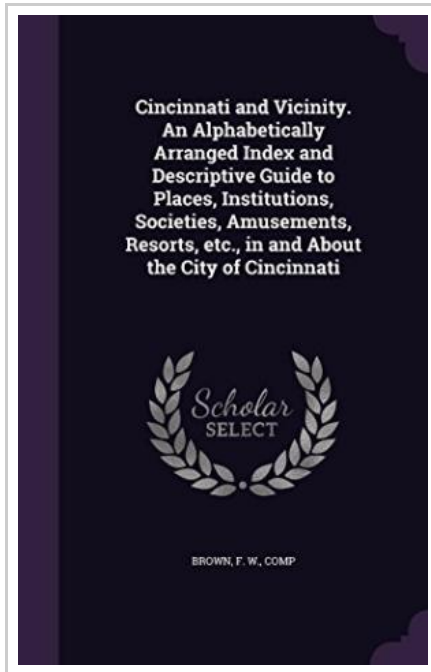 Cincinnati and Vicinity.
An Alphabetically
Arranged Index and
Descriptive Guide to
Places, Institutions,
Societies, Amusements,
Resorts, etc., in and About
the City of Cincinnati
Scholar
SELECT
BROWN, F. W., COMP